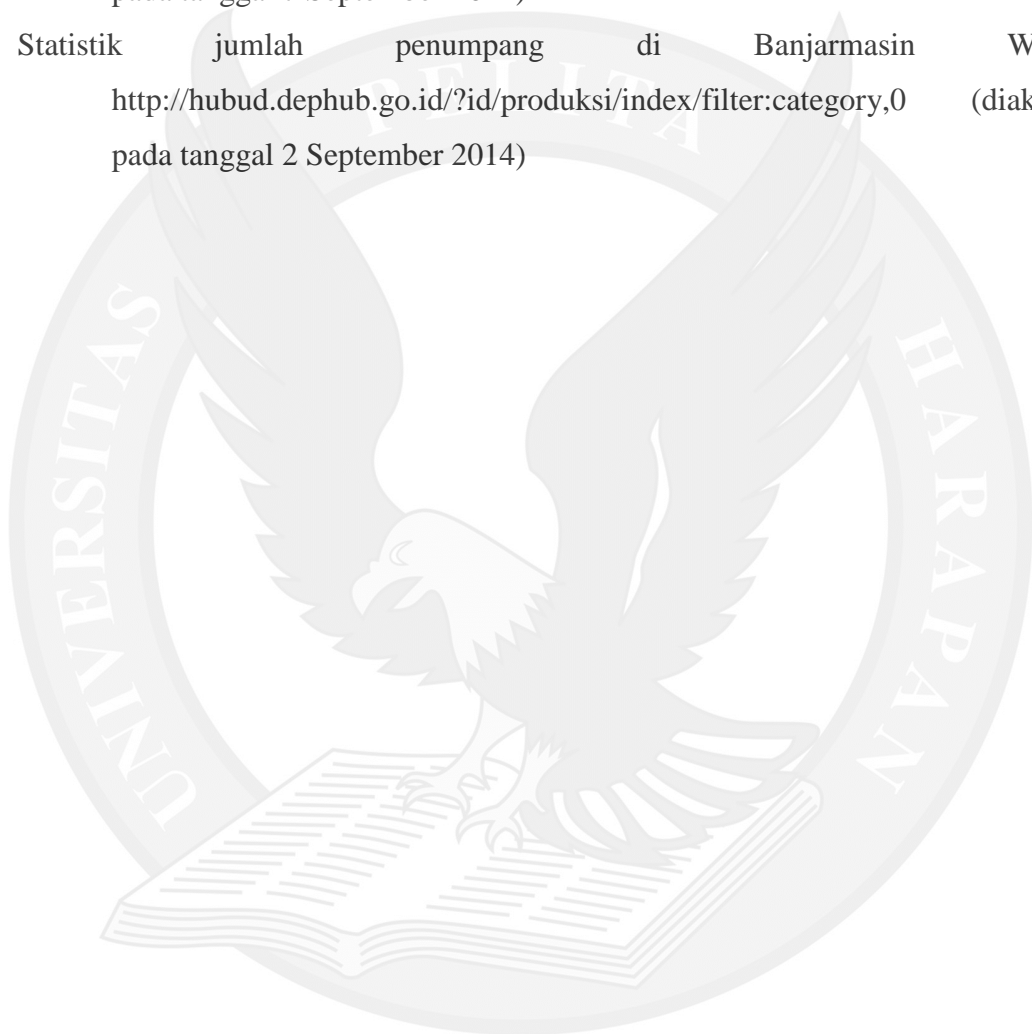 Statistik jumlah penumpang di Banjarmasin W
http://hubud.dephub.go.id/?id/produksi/index/filter:category,0 (diak
pada tanggal 2 September 2014)
UNIVERSITAS PELITA HARAPAN